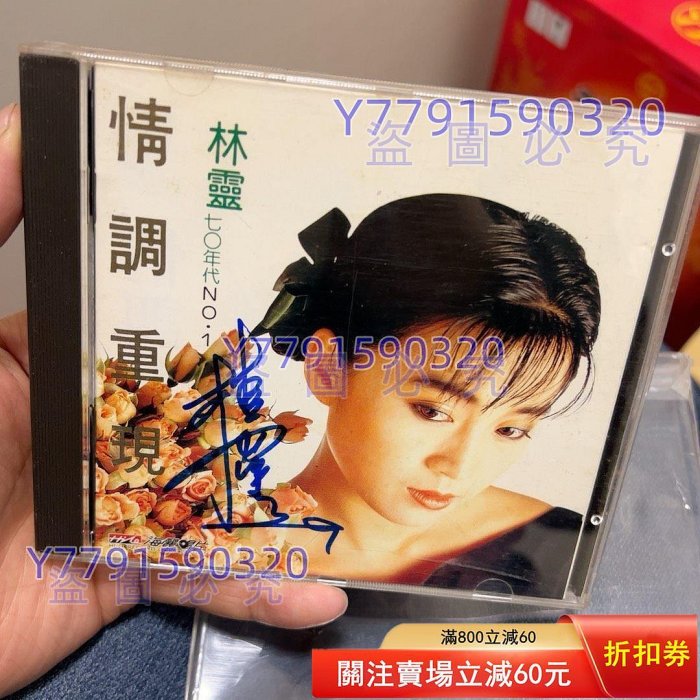 情調重現
林靈
七〇年代NO.1
Y7791590320
盜圖必究
Y7791590320
盜圖必究
Y7791590320
盜圖必究
滿800立減60
關注賣場立減60元
折扣券